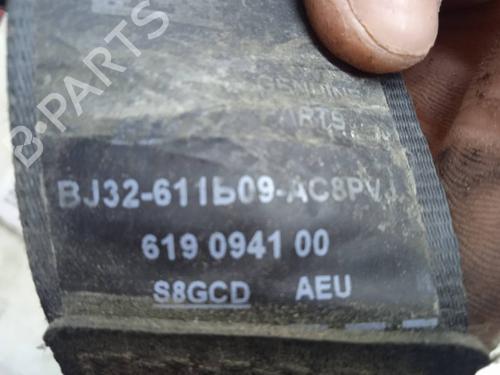 B-PARTS
GENUINE
PARTS
BJ32-611B09-AC8PVJ
619 0941 00
S8GCD AEU